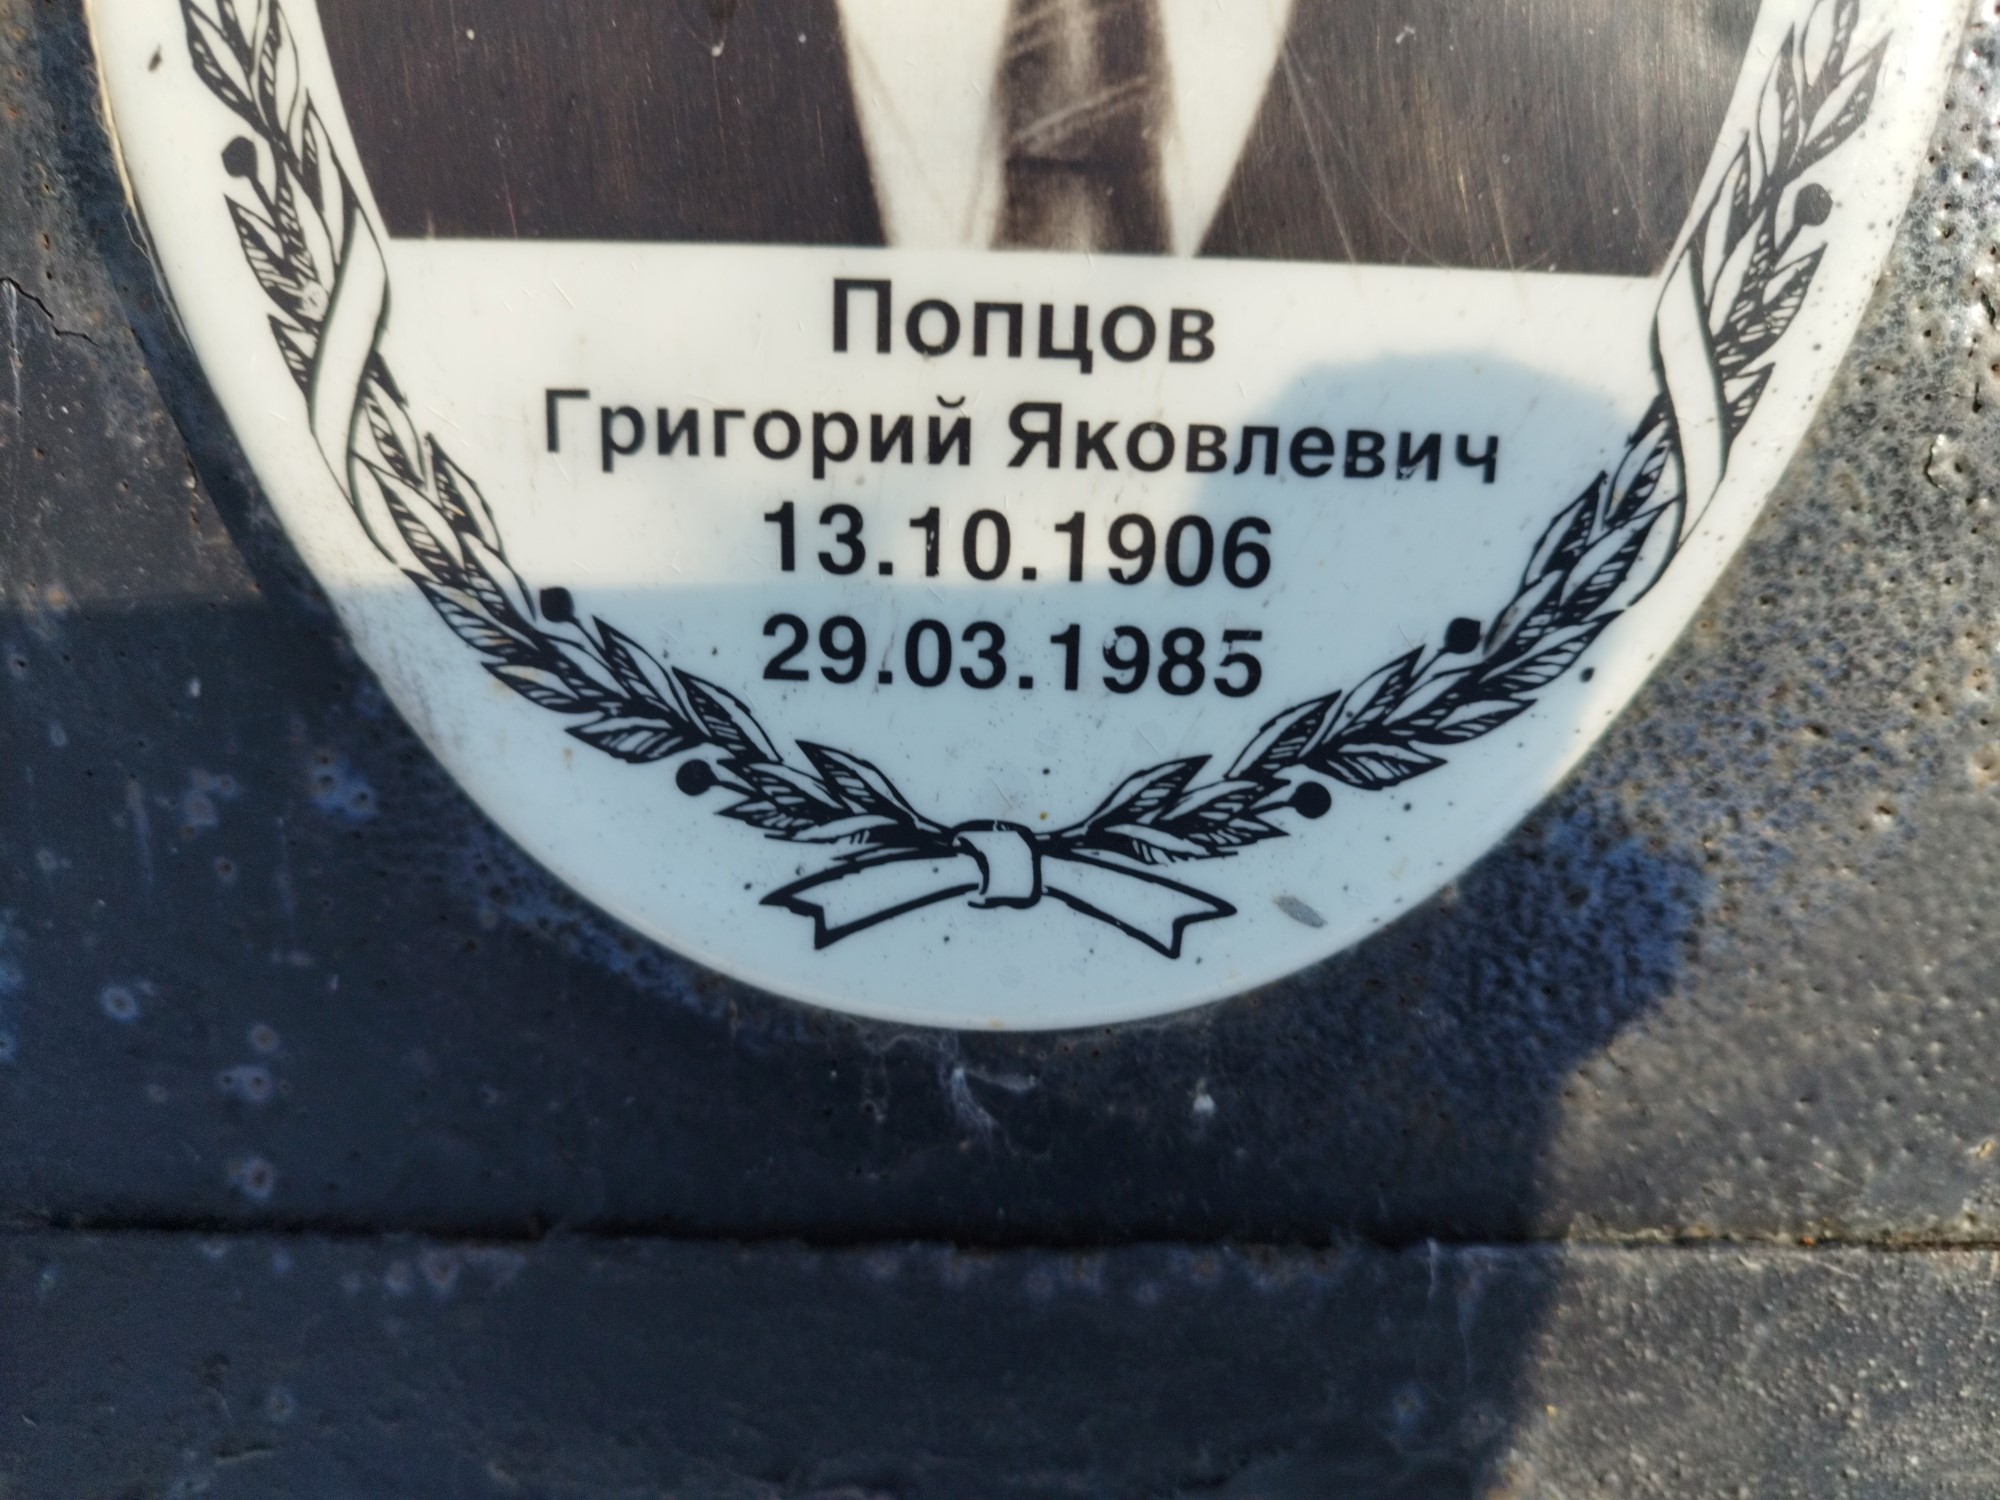 Попцов
Григорий Яковлевич
13.10.1906
29.03.1985